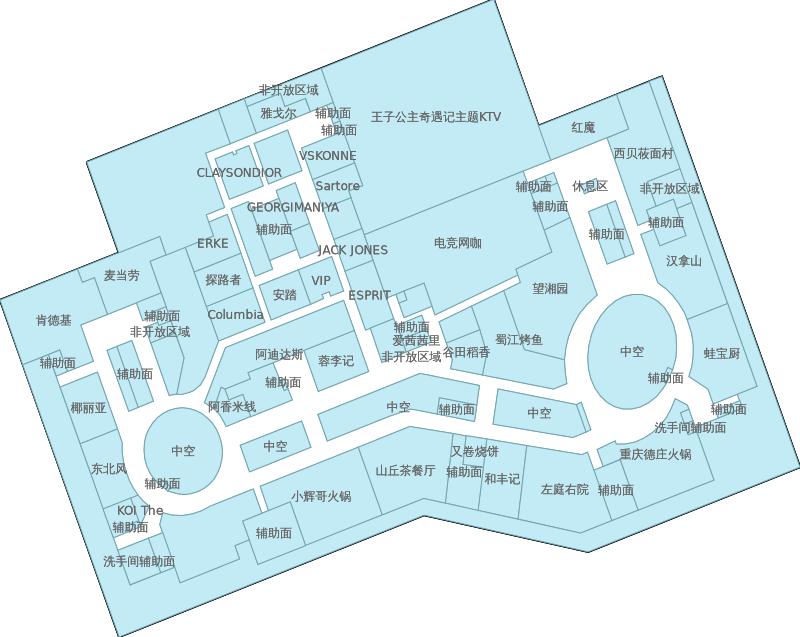 非开放区域
雅戈尔
辅助面
王子公主奇遇记主题KTV
辅助面
红魔
VSKONNE
西贝莜面村
CLAYSONDIOR
Sartore
辅助面
休息区
非开放区域
GEORGIMANIYA
辅助面
辅助面
辅助面
辅助面
ERKE
JACK JONES
电竞网咖
汉拿山
麦当劳
探路者
VIP
安踏
ESPRIT
望湘园
肯德基
辅助面
Columbia
非开放区域
辅助面
爱茜茜里
蜀江烤鱼
阿迪达斯
蓉李记
非开放区域
谷田稻香
中空
蛙宝厨
辅助面
辅助面
辅助面
辅助面
椰丽亚
阿香米线
中空
辅助面
中空
辅助面
洗手间辅助面
中空
中空
又卷烧饼
重庆德庄火锅
东北风
山丘茶餐厅
辅助面
和丰记
辅助面
小辉哥火锅
左庭右院
辅助面
KOI The
辅助面
辅助面
洗手间辅助面